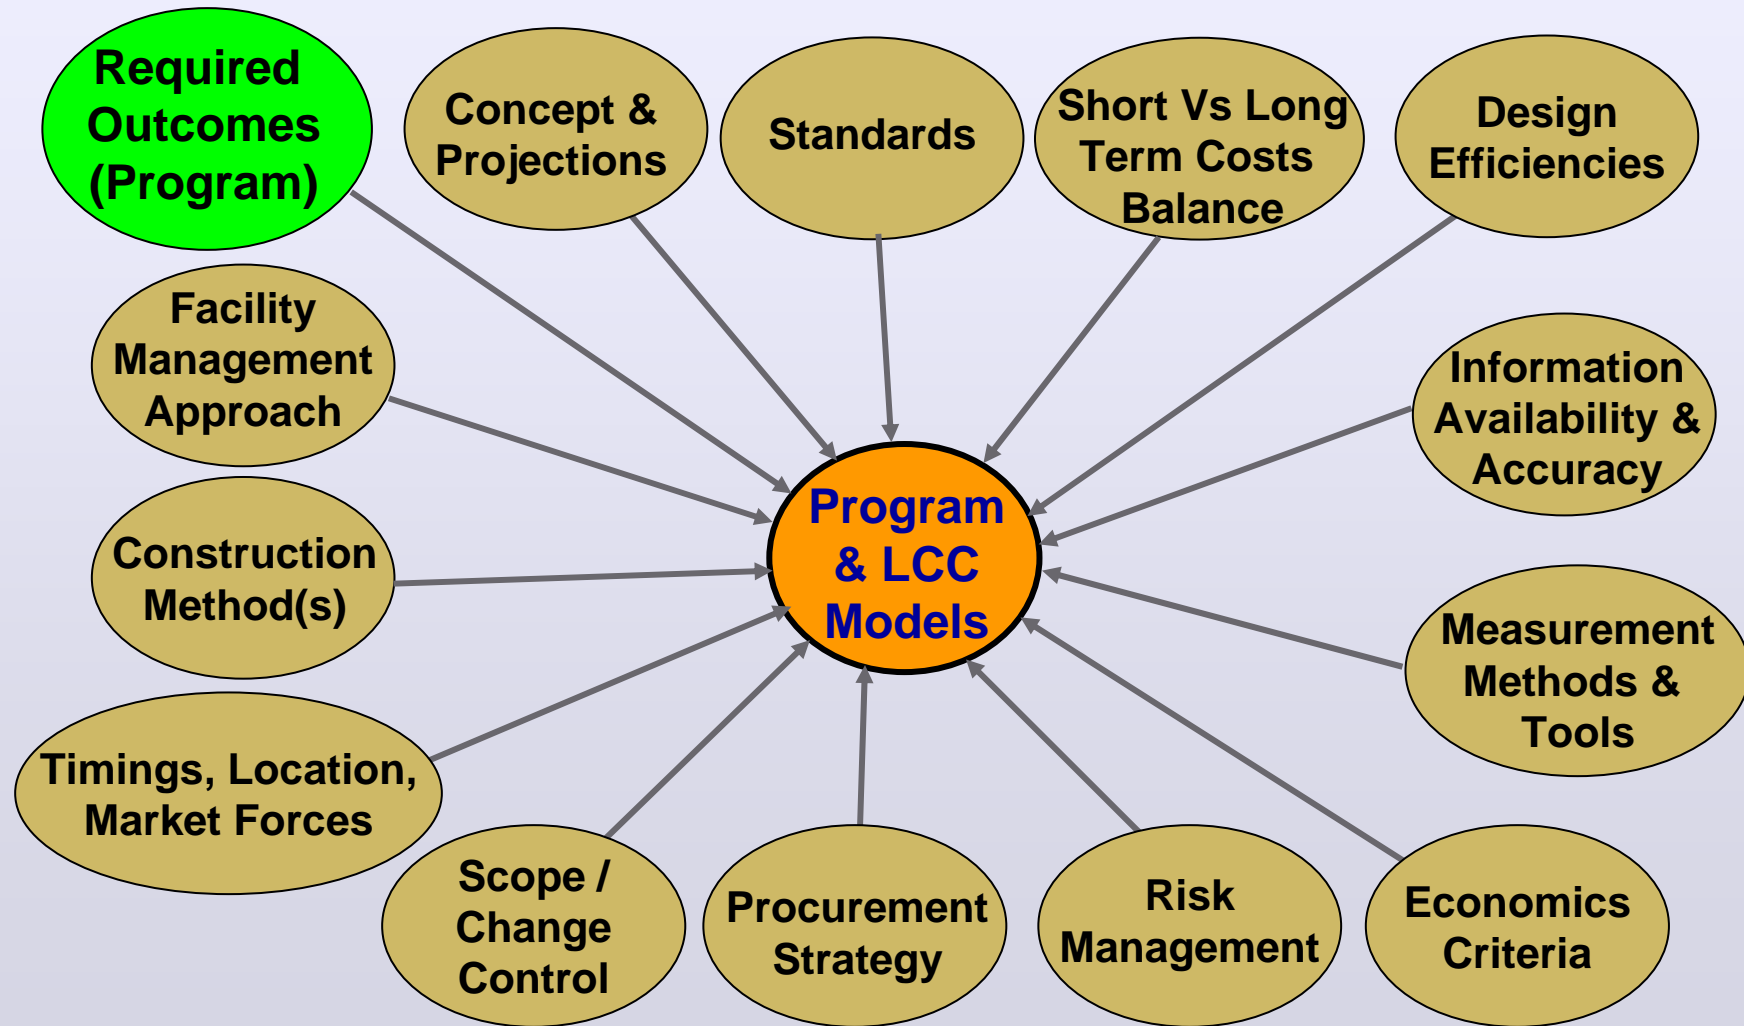 Required
Outcomes
(Program)
Concept &
Projections
Standards
Short Vs Long
Term Costs
Balance
Design
Efficiencies
Facility
Management
Approach
Information
Availability &
Accuracy
Program
& LCC
Models
Construction
Method(s)
Measurement
Methods &
Tools
Timings, Location,
Market Forces
Scope /
Change
Control
Procurement
Strategy
Risk
Management
Economics
Criteria